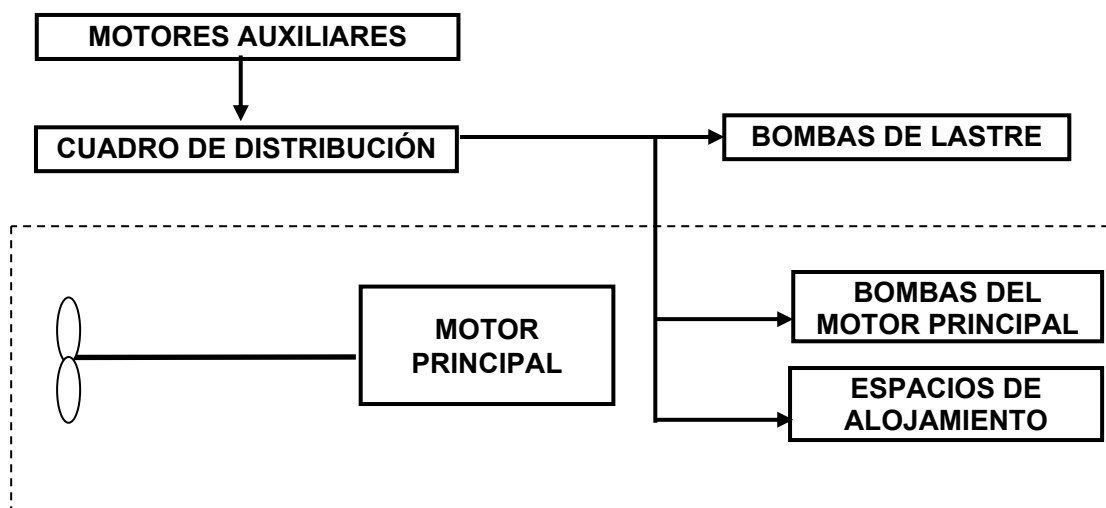 MOTORES AUXILIARES
CUADRO DE DISTRIBUCIÓN
BOMBAS DE LASTRE
MOTOR
PRINCIPAL
BOMBAS DEL
MOTOR PRINCIPAL
ESPACIOS DE
ALOJAMIENTO